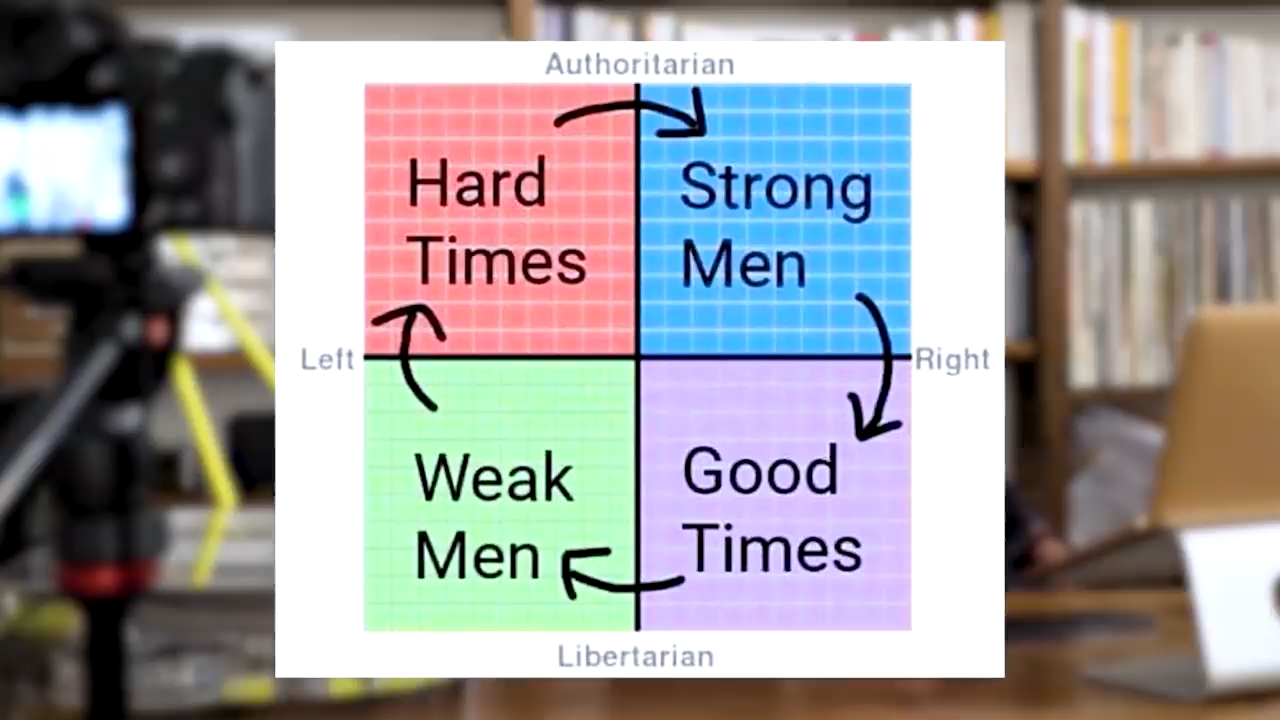 Authoritarian
Hard
Times
Strong
Men
Left
Right
Weak
Men
Good
Times
Libertarian